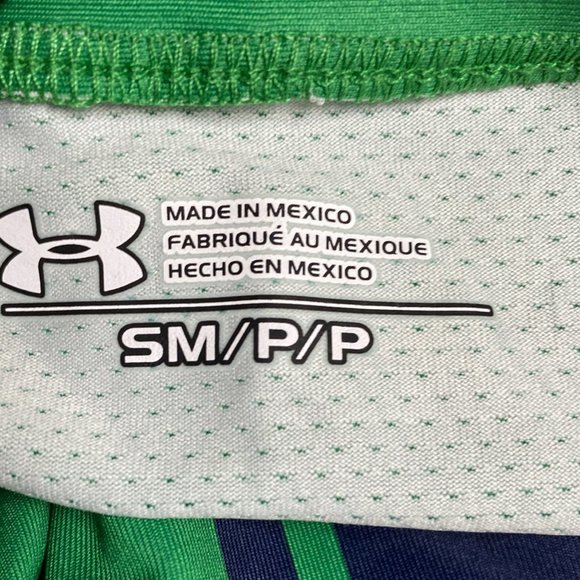 MADE IN MEXICO
FABRIQUÉ AU MEXIQUE
HECHO EN MEXICO
SM/P/P